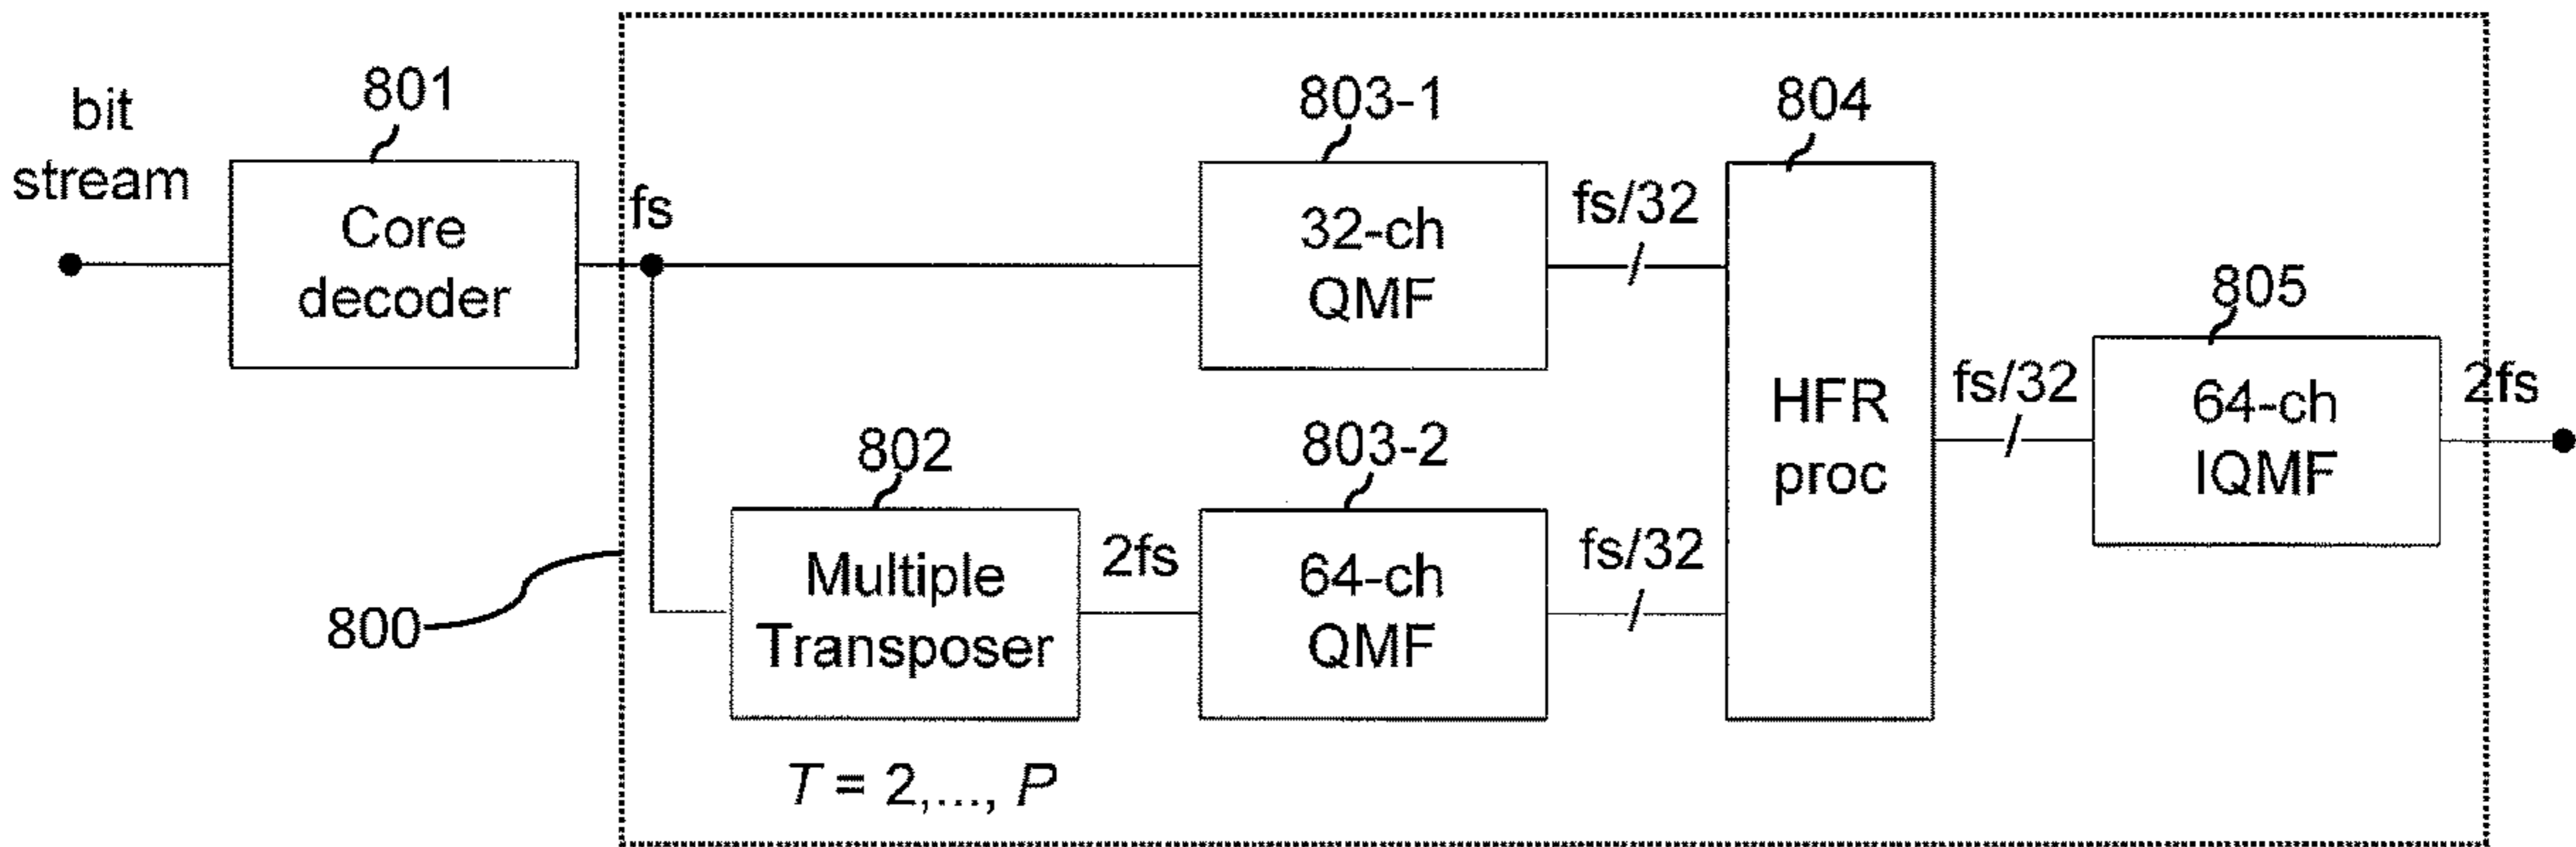 bit
stream
801
Core
decoder
fs
803-1
32-ch
QMF
fs/32
804
HFR
proc
802
Multiple
Transposer
2fs
803-2
64-ch
QMF
fs/32
fs/32
805
64-ch
IQMF
2fs
800
T = 2,..., P